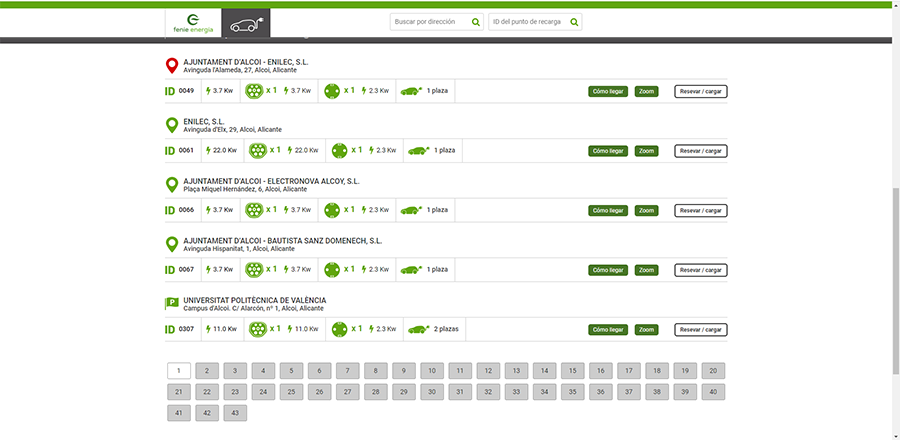 fenie energía
Buscar por dirección
ID del punto de recarga
AJUNTAMENT D'ALCOI - ENILEC, S.L.
Avinguda l'Alameda, 27, Alcoi, Alicante
ID 0049 3.7 Kw x 1 3.7 Kw x 1 2.3 Kw 1 plaza Cómo llegar Zoom Resevar / cargar
ENILEC, S.L.
Avinguda d'Elx, 29, Alcoi, Alicante
ID 0061 22.0 Kw x 1 22.0 Kw x 1 2.3 Kw 1 plaza Cómo llegar Zoom Resevar / cargar
AJUNTAMENT D'ALCOI - ELECTRONOVA ALCOY, S.L.
Plaça Miquel Hernández, 6, Alcoi, Alicante
ID 0066 3.7 Kw x 1 3.7 Kw x 1 2.3 Kw 1 plaza Cómo llegar Zoom Resevar / cargar
AJUNTAMENT D'ALCOI - BAUTISTA SANZ DOMENECH, S.L.
Avinguda Hispanitat, 1, Alcoi, Alicante
ID 0067 3.7 Kw x 1 3.7 Kw x 1 2.3 Kw 1 plaza Cómo llegar Zoom Resevar / cargar
P UNIVERSITAT POLITÈCNICA DE VALÈNCIA
Campus d'Alcoi. C/ Alarcón, nº 1, Alcoi, Alicante
ID 0307 11.0 Kw x 1 11.0 Kw x 1 2.3 Kw 2 plazas Cómo llegar Zoom Resevar / cargar
1 2 3 4 5 6 7 8 9 10 11 12 13 14 15 16 17 18 19 20
21 22 23 24 25 26 27 28 29 30 31 32 33 34 35 36 37 38 39 40
41 42 43